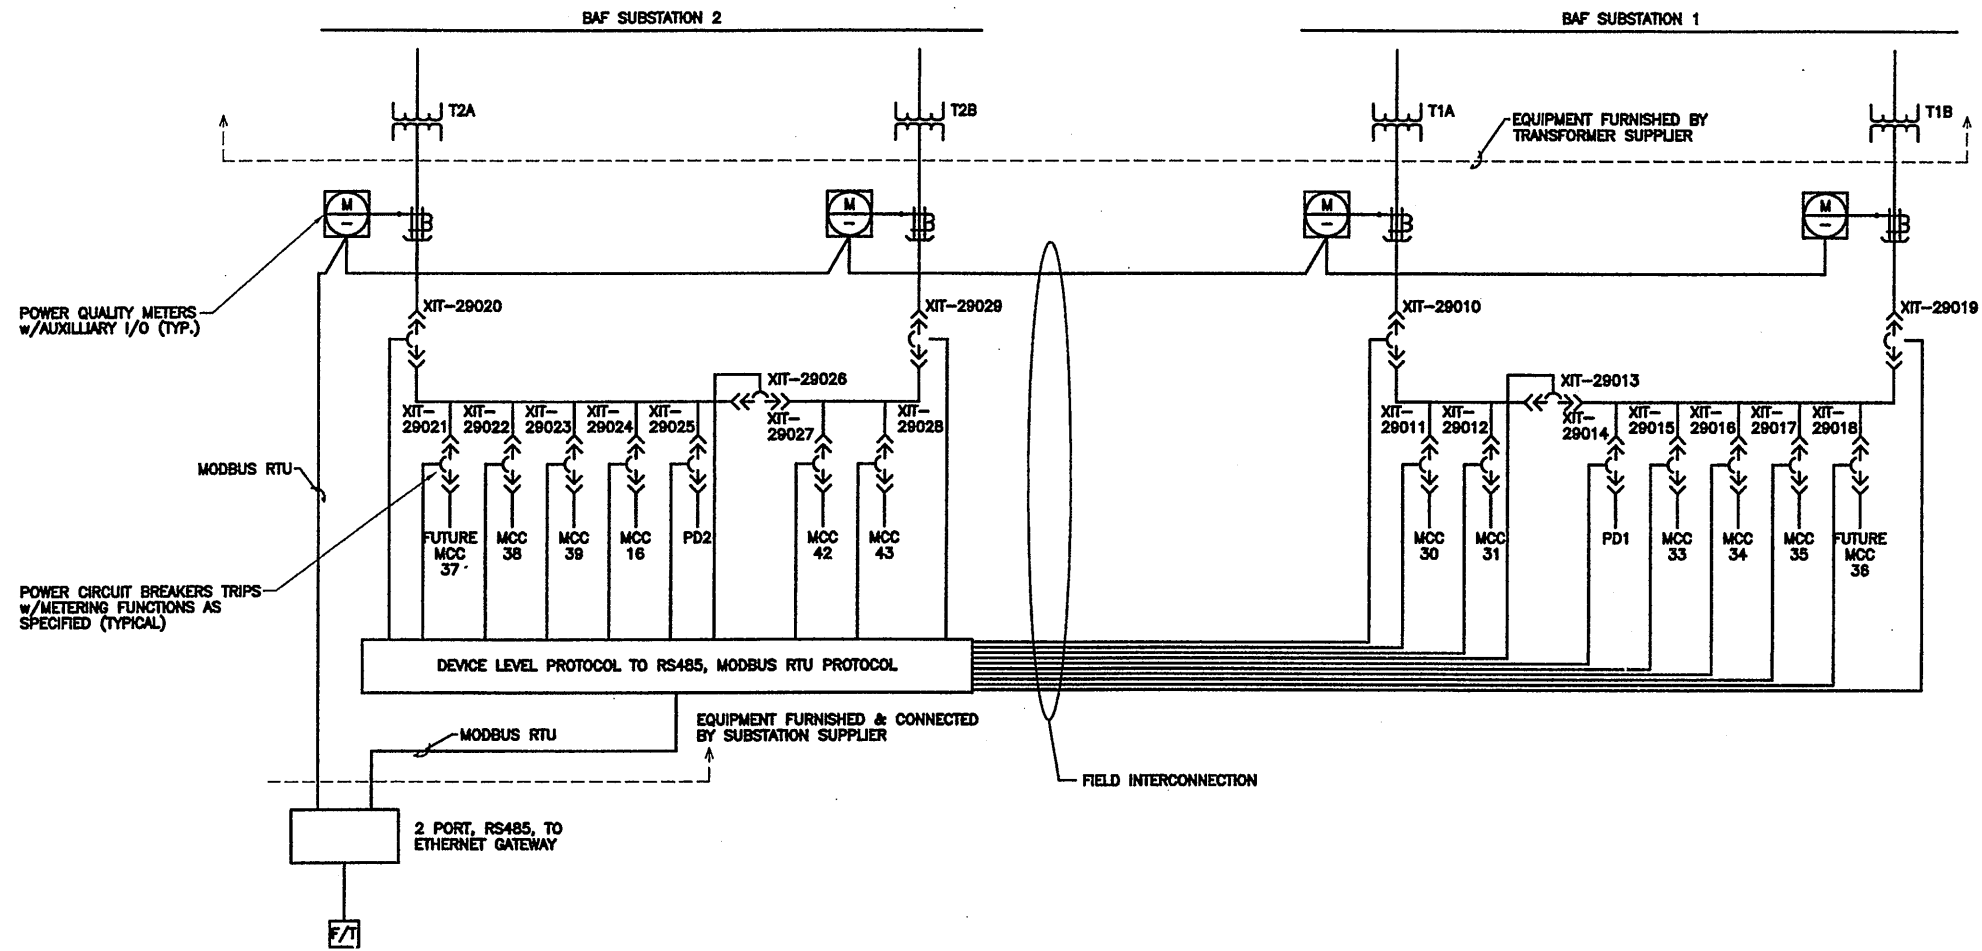 BAF SUBSTATION 2
BAF SUBSTATION 1
T2A
T2B
T1A
T1B
EQUIPMENT FURNISHED BY
TRANSFORMER SUPPLIER
M
-
M
-
M
-
M
-
POWER QUALITY METERS
w/AUXILLIARY I/O (TYP.)
XIT-29020
XIT-29029
XIT-29010
XIT-29019
XIT-29026
XIT-29013
XIT-
29021
XIT-
29022
XIT-
29023
XIT-
29024
XIT-
29025
XIT-
29027
XIT-
29028
XIT-
29011
XIT-
29012
XIT-
29014
XIT-
29015
XIT-
29016
XIT-
29017
XIT-
29018
MODBUS RTU
FUTURE
MCC
37
MCC
38
MCC
39
MCC
16
PD2
MCC
42
MCC
43
MCC
30
MCC
31
PD1
MCC
33
MCC
34
MCC
35
FUTURE
MCC
36
POWER CIRCUIT BREAKERS TRIPS
w/METERING FUNCTIONS AS
SPECIFIED (TYPICAL)
DEVICE LEVEL PROTOCOL TO RS485, MODBUS RTU PROTOCOL
EQUIPMENT FURNISHED & CONNECTED
BY SUBSTATION SUPPLIER
MODBUS RTU
FIELD INTERCONNECTION
2 PORT, RS485, TO
ETHERNET GATEWAY
F/T